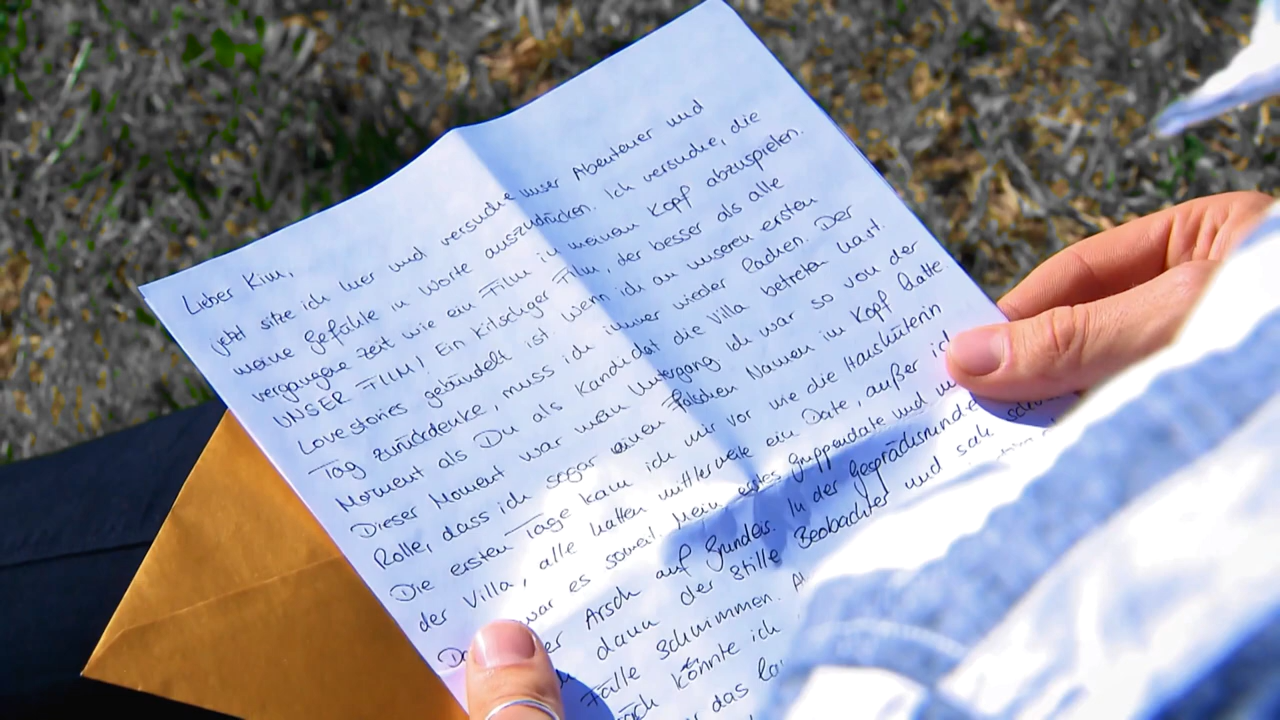 Lieber Kim,
jetzt sitze ich hier und versuche unser Abenteuer und
meine Gefühle in Worte auszudrücken. Ich versuche, die
vergangene Zeit wie ein Film in meinem Kopf abzuspielen.
UNSER FILM! Ein kitschiger Film, der besser als alle
Lovestories gebündelt ist. Wenn ich an unseren ersten
Tag zurückdenke, muss ich immer wieder lachen. Der
Moment als Du als Kandidat die Villa betreten hast.
Dieser Moment war mein Untergang. Ich war so von der
Rolle, dass ich sogar einen falschen Namen im Kopf hatte.
Die ersten Tage kam ich mir vor wie die Haushüterin
der Villa, alle hatten mittlerweile ein Date, außer ich
war es soweit. Mein erstes Gruppendate und
Arsch auf Grundeis. In der Gesprächsrunde
dann der stille Beobachter und sah
Fälle schwimmen.
könnte ich
das